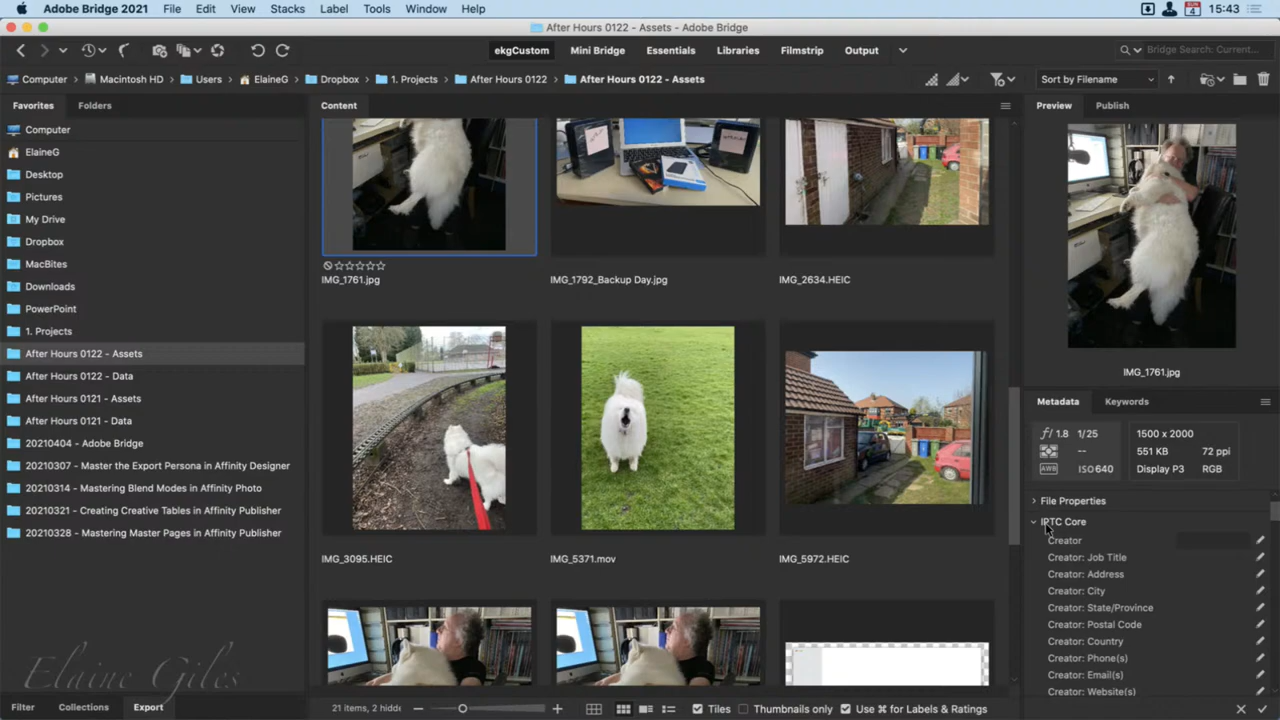 Adobe Bridge 2021 File Edit View Stacks Label Tools Window Help 4 15:43
After Hours 0122 - Assets - Adobe Bridge
ekgCustom Mini Bridge Essentials Libraries Filmstrip Output Bridge Search: Current...
Computer Macintosh HD Users ElaineG Dropbox 1. Projects After Hours 0122 After Hours 0122 - Assets Sort by Filename
Favorites Folders
Computer
ElaineG
Desktop
Pictures
My Drive
Dropbox
MacBites
Downloads
PowerPoint
1. Projects
After Hours 0122 - Assets
After Hours 0122 - Data
After Hours 0121 - Assets
After Hours 0121 - Data
20210404 - Adobe Bridge
20210307 - Master the Export Persona in Affinity Designer
20210314 - Mastering Blend Modes in Affinity Photo
20210321 - Creating Creative Tables in Affinity Publisher
20210328 - Mastering Master Pages in Affinity Publisher
Elaine Giles
Filter Collections Export
Content
IMG_1761.jpg
IMG_1792_Backup Day.jpg
IMG_2634.HEIC
IMG_3095.HEIC
IMG_5371.mov
IMG_5972.HEIC
21 items, 2 hidde Tiles Thumbnails only Use ⌘ for Labels & Ratings
Preview Publish
IMG_1761.jpg
Metadata Keywords
ƒ/ 1.8 1/25
--
AWB ISO640
1500 x 2000
551 KB 72 ppi
Display P3 RGB
File Properties
IPTC Core
Creator
Creator: Job Title
Creator: Address
Creator: City
Creator: State/Province
Creator: Postal Code
Creator: Country
Creator: Phone(s)
Creator: Email(s)
Creator: Website(s)